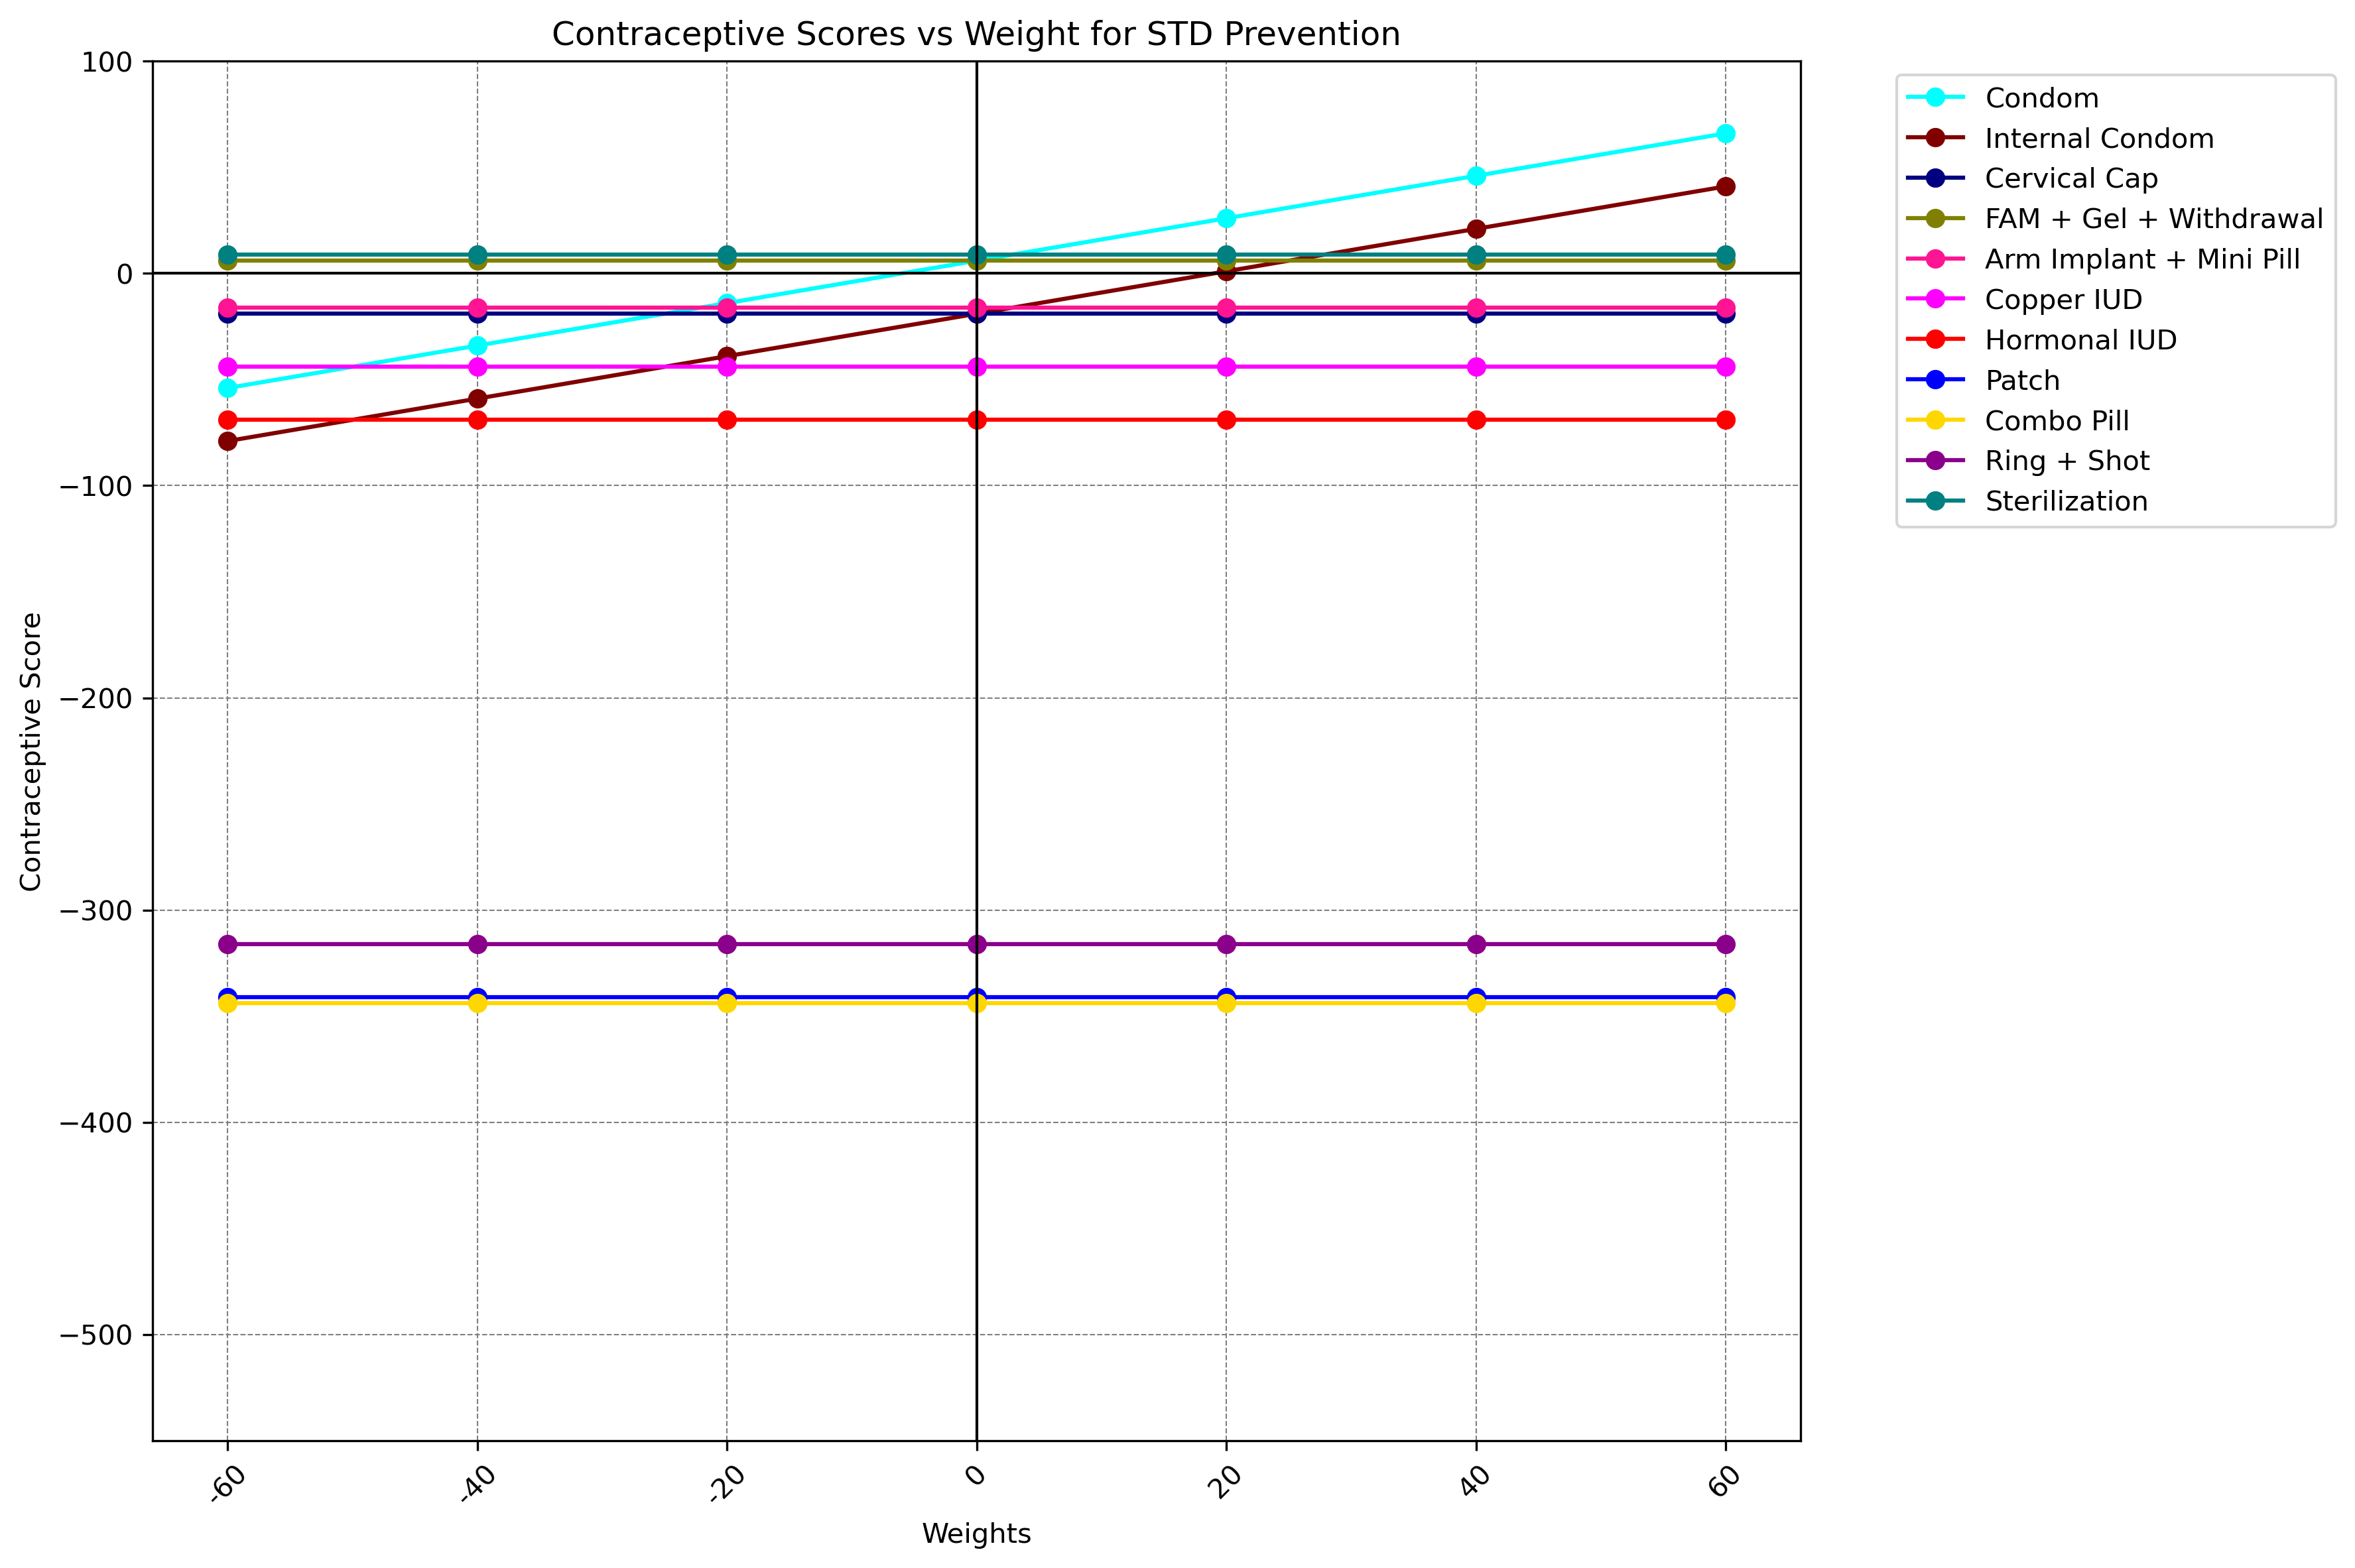 Contraceptive Scores vs Weight for STD Prevention
100
0
−100
−200
−300
−400
−500
Contraceptive Score
-60
-40
-20
0
20
40
60
Weights
Condom
Internal Condom
Cervical Cap
FAM + Gel + Withdrawal
Arm Implant + Mini Pill
Copper IUD
Hormonal IUD
Patch
Combo Pill
Ring + Shot
Sterilization